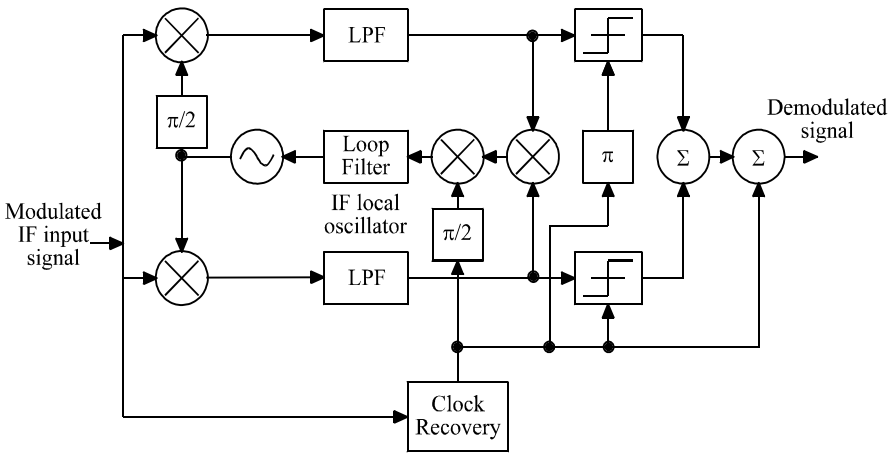 LPF
π/2
Loop
Filter
π
Σ
Σ
Demodulated
signal
Modulated
IF input
signal
IF local
oscillator
π/2
LPF
Clock
Recovery